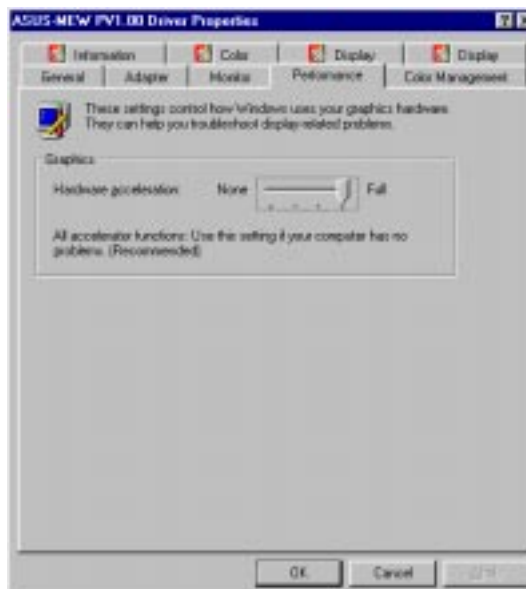 ASUS-MEW PV1.00 Driver Properties
Information Color Display Display
General Adapter Monitor Performance Color Management
These settings control how Windows uses your graphics hardware.
They can help you troubleshoot display-related problems.
Graphics
Hardware acceleration: None Full
All accelerator functions: Use this setting if your computer has no
problems. (Recommended)
OK Cancel